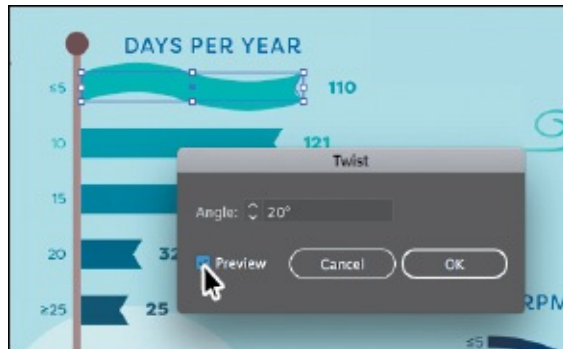 DAYS PER YEAR
≤5 110
10 121
Twist
15
Angle: 20°
20 32
Preview Cancel OK
≥25 25
RPM
≤5